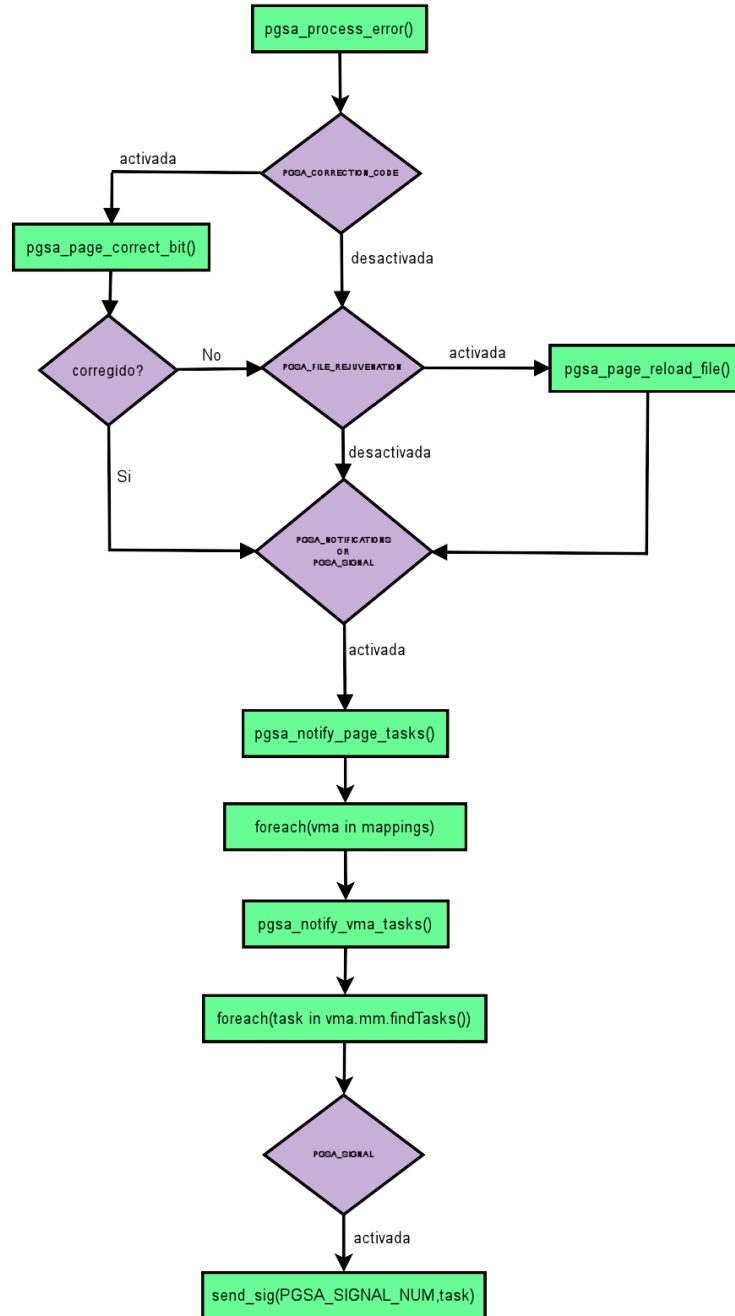 pgsa_process_error()
PGSA_CORRECTION_CODE
activada
pgsa_page_correct_bit()
desactivada
corregido?
No
PGSA_FILE_REJUVENATION
activada
pgsa_page_reload_file()
desactivada
Si
PGSA_NOTIFICATIONS
OR
PGSA_SIGNAL
activada
pgsa_notify_page_tasks()
foreach(vma in mappings)
pgsa_notify_vma_tasks()
foreach(task in vma.mm.findTasks())
PGSA_SIGNAL
activada
send_sig(PGSA_SIGNAL_NUM,task)